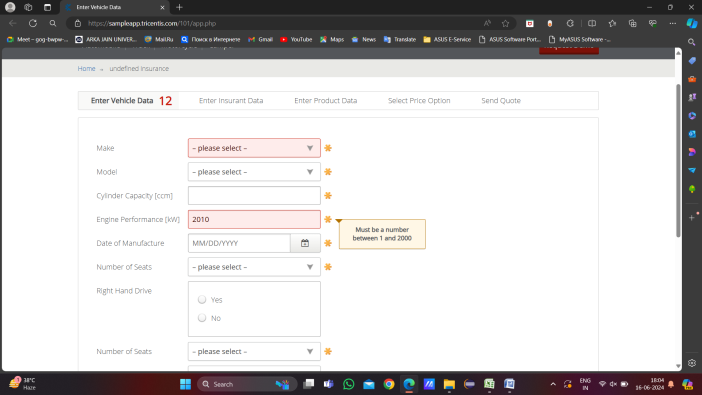 Enter Vehicle Data
https://sampleapp.tricentis.com/101/app.php
Meet – gog-bwpw-...
ARKA JAIN UNIVER...
Mail.Ru
Поиск в Интернете
Gmail
YouTube
Maps
News
Translate
ASUS E-Service
ASUS Software Port...
MyASUS Software -...
Home
undefined Insurance
Enter Vehicle Data 12
Enter Insurant Data
Enter Product Data
Select Price Option
Send Quote
Make
– please select –
Model
– please select –
Cylinder Capacity [ccm]
Engine Performance [kW]
2010
Must be a number
between 1 and 2000
Date of Manufacture
MM/DD/YYYY
Number of Seats
– please select –
Right Hand Drive
Yes
No
Number of Seats
– please select –
38°C
Haze
Search
ENG
IN
18:04
16-06-2024